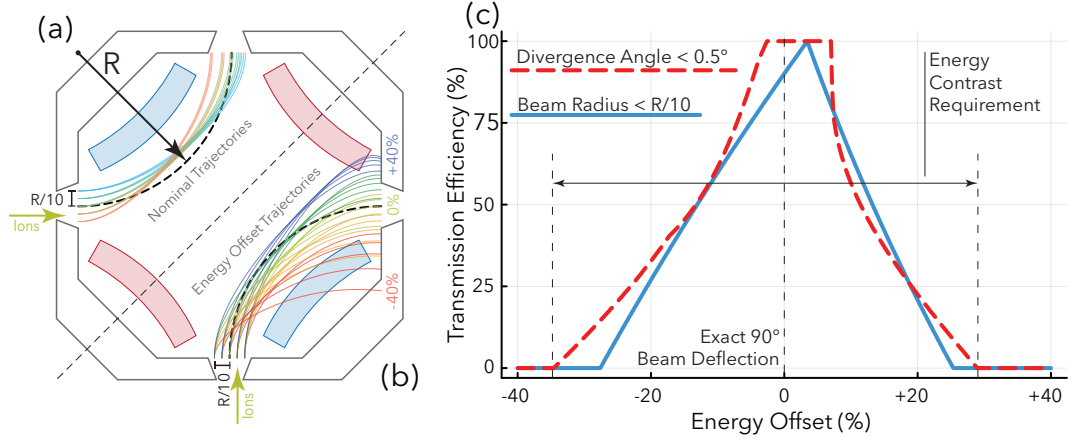 (a)
R
R/10
Ions
Nominal Trajectories
Energy Offset Trajectories
+40%
0%
-40%
R/10
Ions
(b)
(c)
Transmission Efficiency (%)
100
75
50
25
0
Divergence Angle < 0.5°
Beam Radius < R/10
Energy
Contrast
Requirement
Exact 90°
Beam Deflection
-40
-20
0
+20
+40
Energy Offset (%)